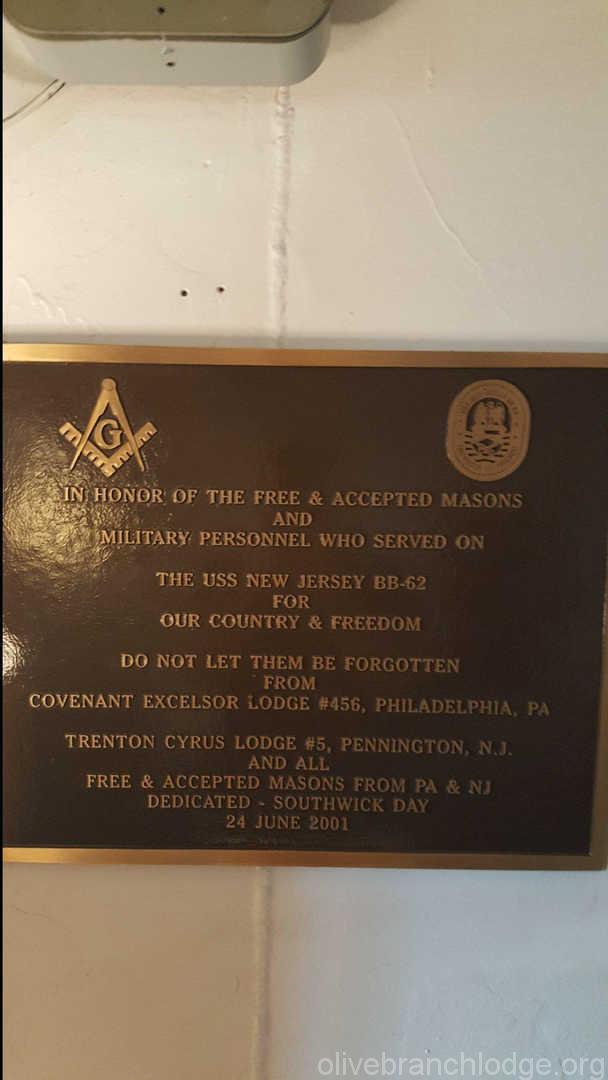 G
IN HONOR OF THE FREE & ACCEPTED MASONS
AND
MILITARY PERSONNEL WHO SERVED ON
THE USS NEW JERSEY BB-62
FOR
OUR COUNTRY & FREEDOM
DO NOT LET THEM BE FORGOTTEN
FROM
COVENANT EXCELSOR LODGE #456, PHILADELPHIA, PA
TRENTON CYRUS LODGE #5, PENNINGTON, N.J.
AND ALL
FREE & ACCEPTED MASONS FROM PA & NJ
DEDICATED - SOUTHWICK DAY
24 JUNE 2001
olivebranchlodge.org